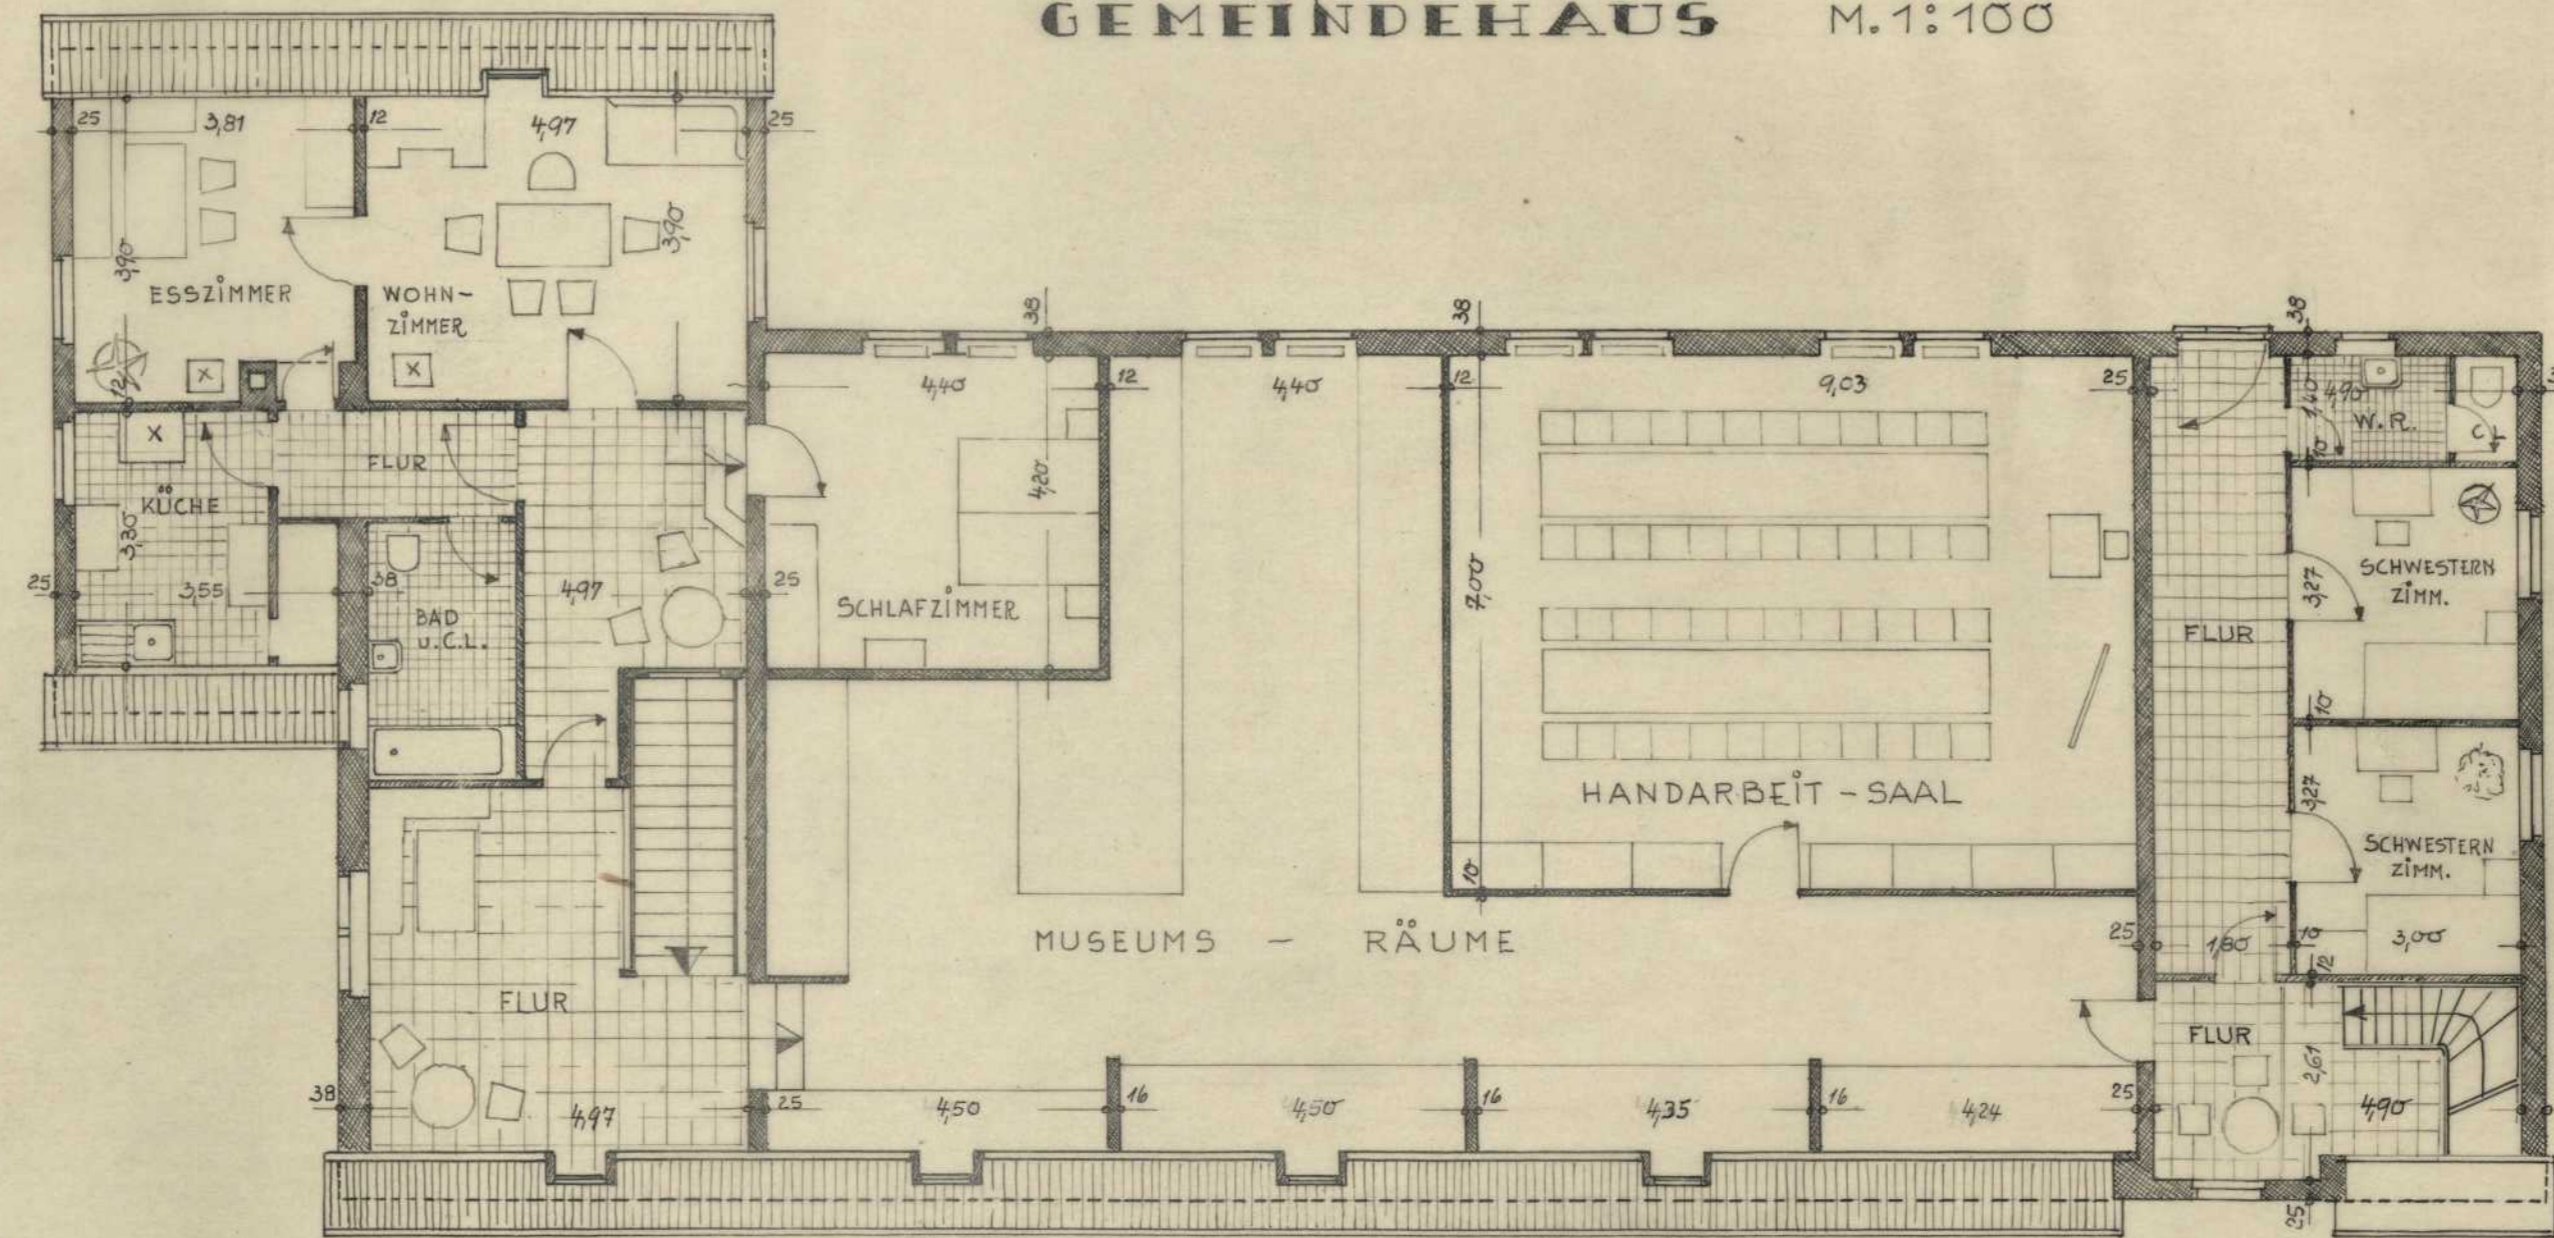 GEMEINDEHAUS M. 1:100
25 3,81 12 4,97 25
3,90 3,90
ESSZIMMER
WOHN-
ZIMMER
12
38 38 38
4,40 12 4,40 12 9,03 25
1,40 4,90
W.R.
C
10
FLUR
KÜCHE
3,30
4,20
25 3,55 38 4,97 25
BAD
U.C.L.
SCHLAFZIMMER
7,00
SCHWESTERN
ZIMM.
3,27
FLUR
10
3,27
HANDARBEIT - SAAL
SCHWESTERN
ZIMM.
10
MUSEUMS - RÄUME
25 1,80 10 3,00
12
FLUR
FLUR
2,61
38 4,97 25 4,50 16 4,50 16 4,35 16 4,24 25 4,90
25